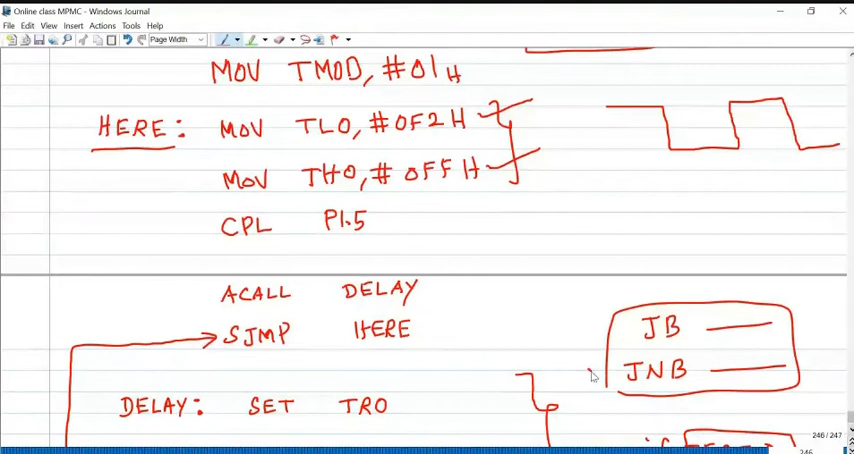 Online class MPMC - Windows Journal
File Edit View Insert Actions Tools Help
Page Width
MOV TMOD, #01H
HERE: MOV TL0, #0F2H
MOV TH0, #0FFH
CPL P1.5
ACALL DELAY
SJMP HERE
JB
JNB
DELAY: SET TR0
246 / 247
246